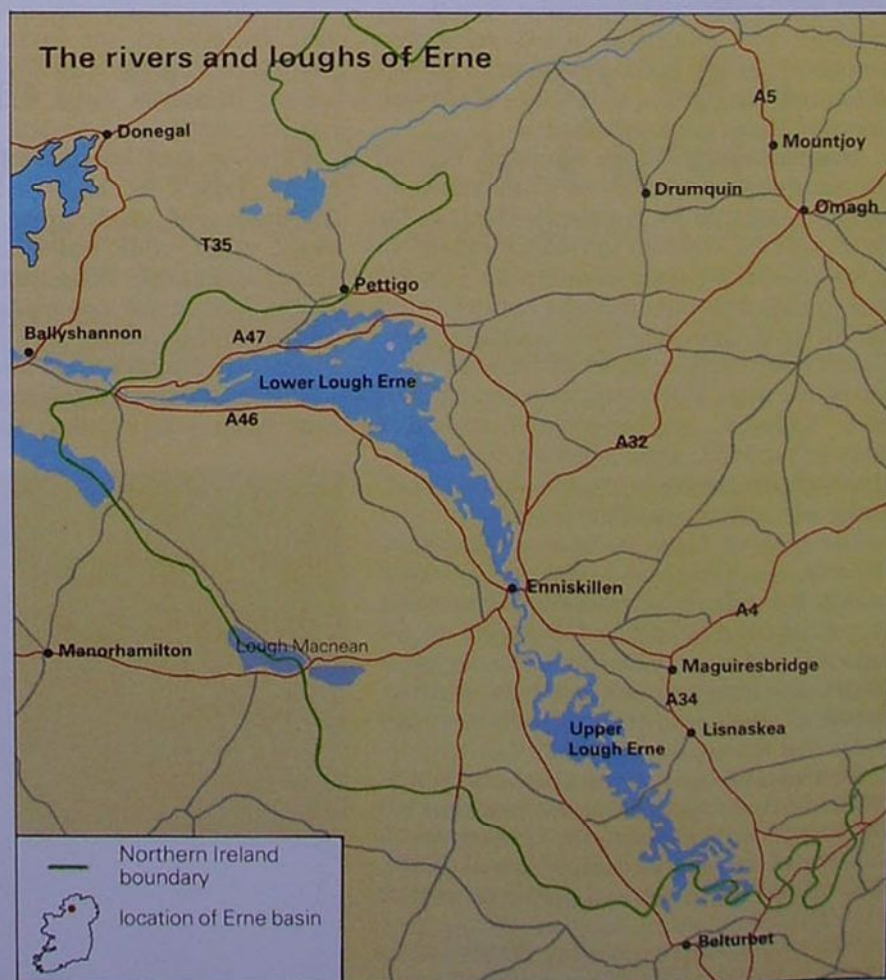 The rivers and loughs of Erne
A5
Donegal
Mountjoy
Drumquin
Omagh
T35
Pettigo
Ballyshannon
A47
Lower Lough Erne
A46
A32
Enniskillen
A4
Lough Macnean
Manorhamilton
Maguiresbridge
A34
Upper
Lough Erne
Lisnaskea
Northern Ireland
boundary
location of Erne basin
Belturbet